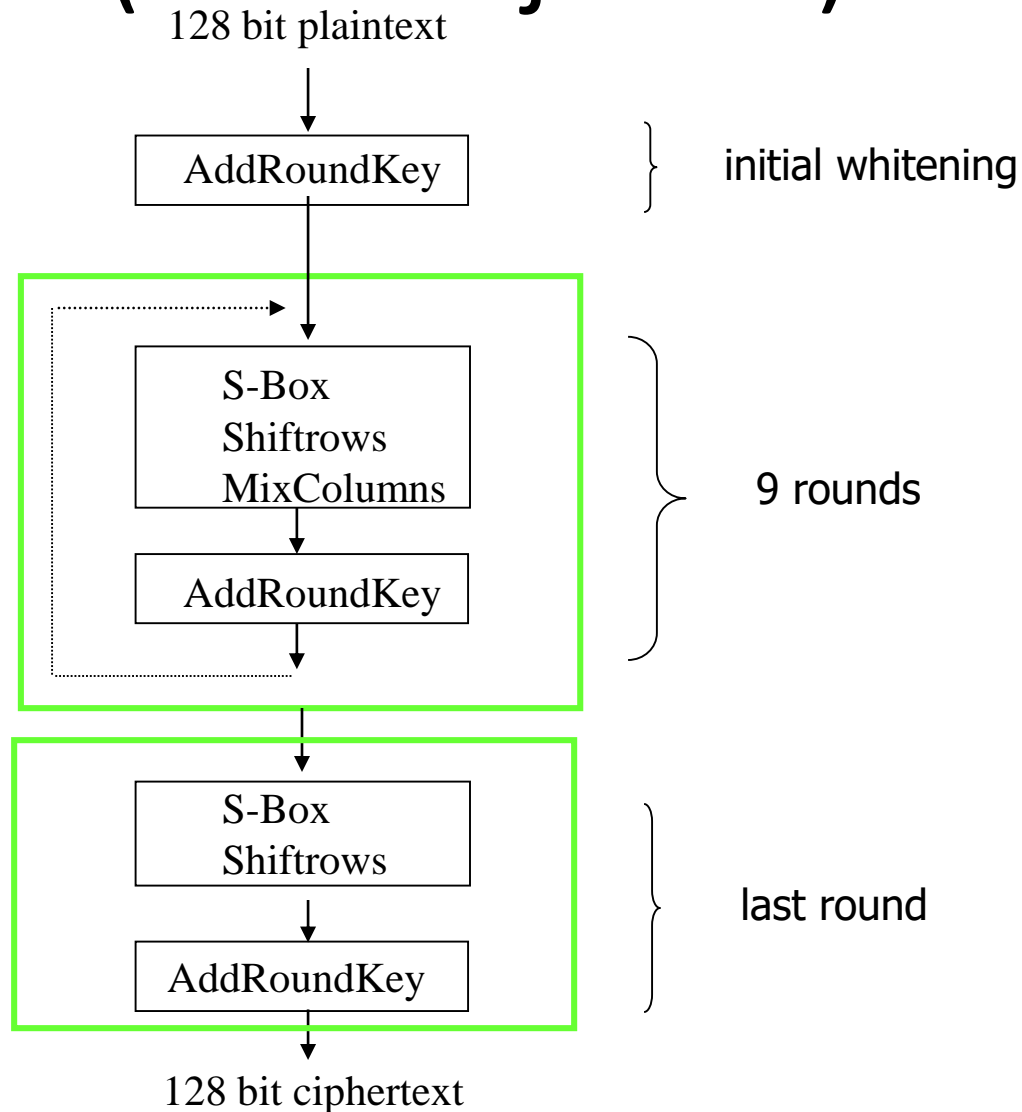 128 bit plaintext
AddRoundKey
initial whitening
S-Box
Shiftrows
MixColumns
9 rounds
AddRoundKey
S-Box
Shiftrows
last round
AddRoundKey
128 bit ciphertext